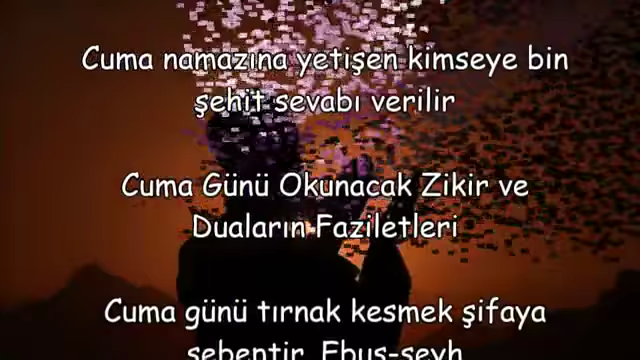 Cuma namazına yetişen kimseye bin
şehit sevabı verilir
Cuma Günü Okunacak Zikir ve
Duaların Faziletleri
Cuma günü tırnak kesmek şifaya
sebeptir. Ebuş-şeyh